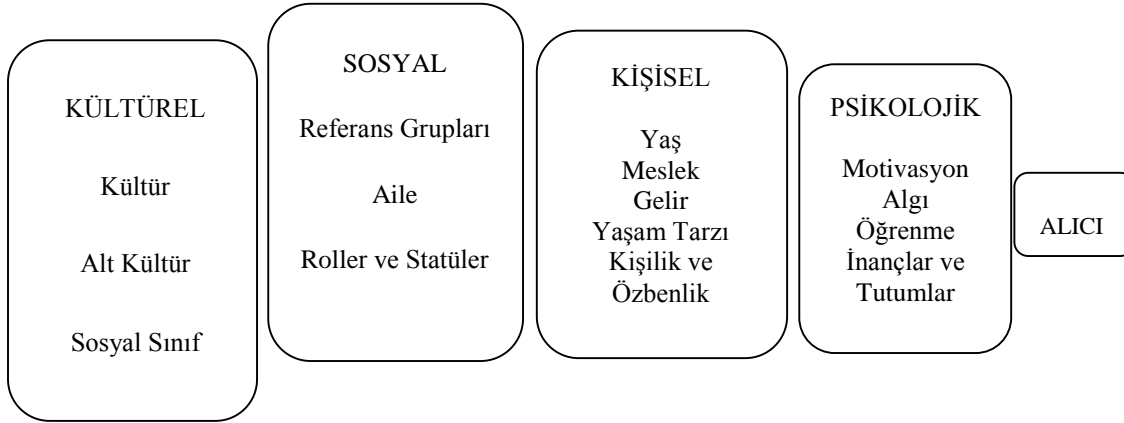 KÜLTÜREL
Kültür
Alt Kültür
Sosyal Sınıf
SOSYAL
Referans Grupları
Aile
Roller ve Statüler
KİŞİSEL
Yaş
Meslek
Gelir
Yaşam Tarzı
Kişilik ve
Özbenlik
PSİKOLOJİK
Motivasyon
Algı
Öğrenme
İnançlar ve
Tutumlar
ALICI